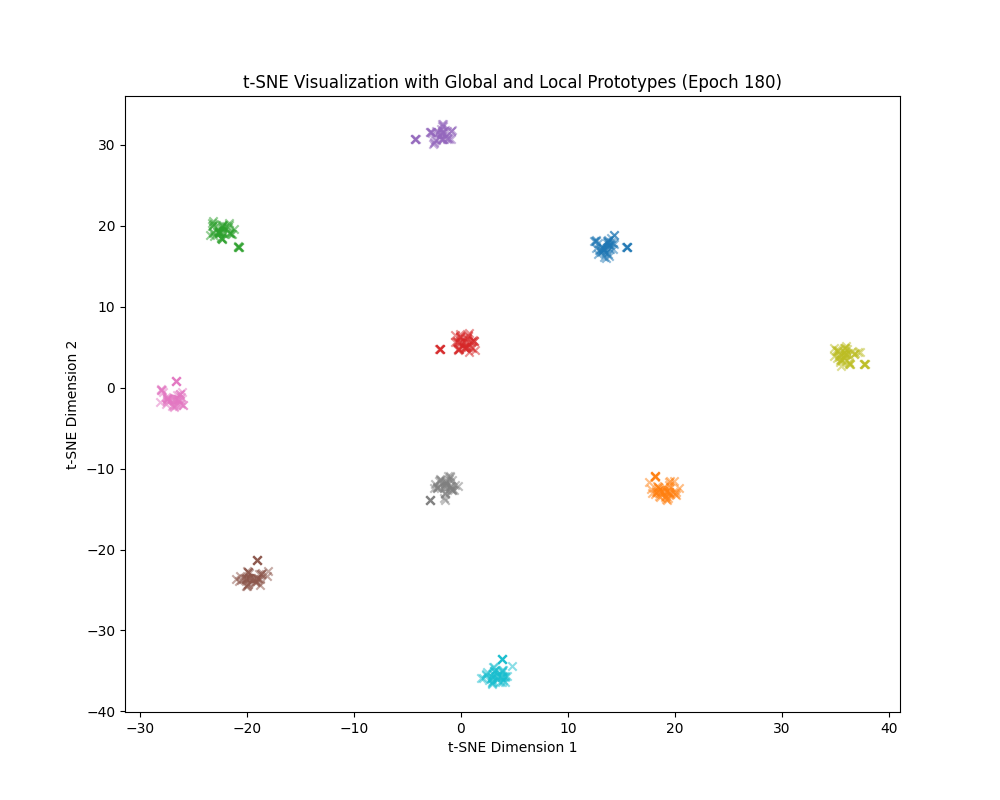 t-SNE Visualization with Global and Local Prototypes (Epoch 180)
30
20
10
0
−10
−20
−30
−40
t-SNE Dimension 2
−30 −20 −10 0 10 20 30 40
t-SNE Dimension 1